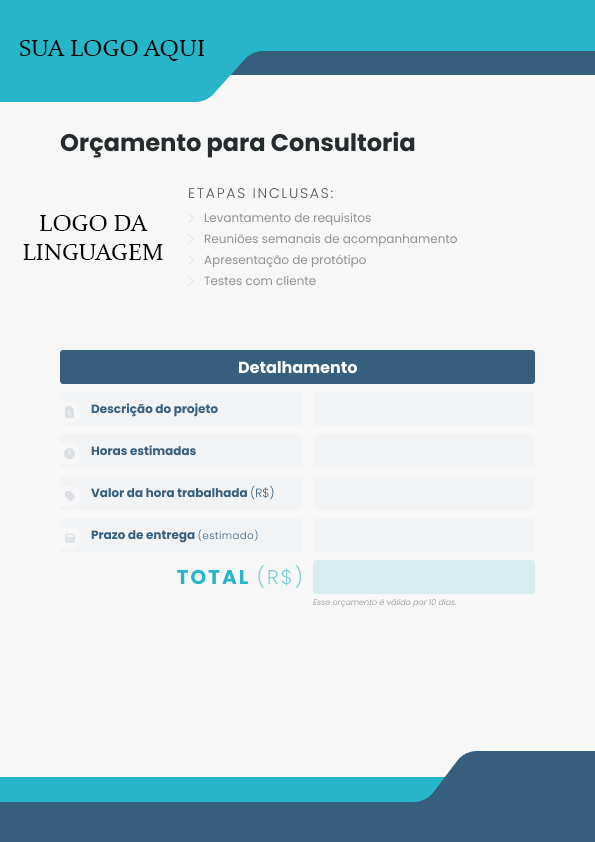 SUA LOGO AQUI
Orçamento para Consultoria
ETAPAS INCLUSAS:
LOGO DA
LINGUAGEM
Levantamento de requisitos
Reuniões semanais de acompanhamento
Apresentação de protótipo
Testes com cliente
Detalhamento
Descrição do projeto
Horas estimadas
Valor da hora trabalhada (R$)
Prazo de entrega (estimado)
TOTAL (R$)
Esse orçamento é válido por 10 dias.